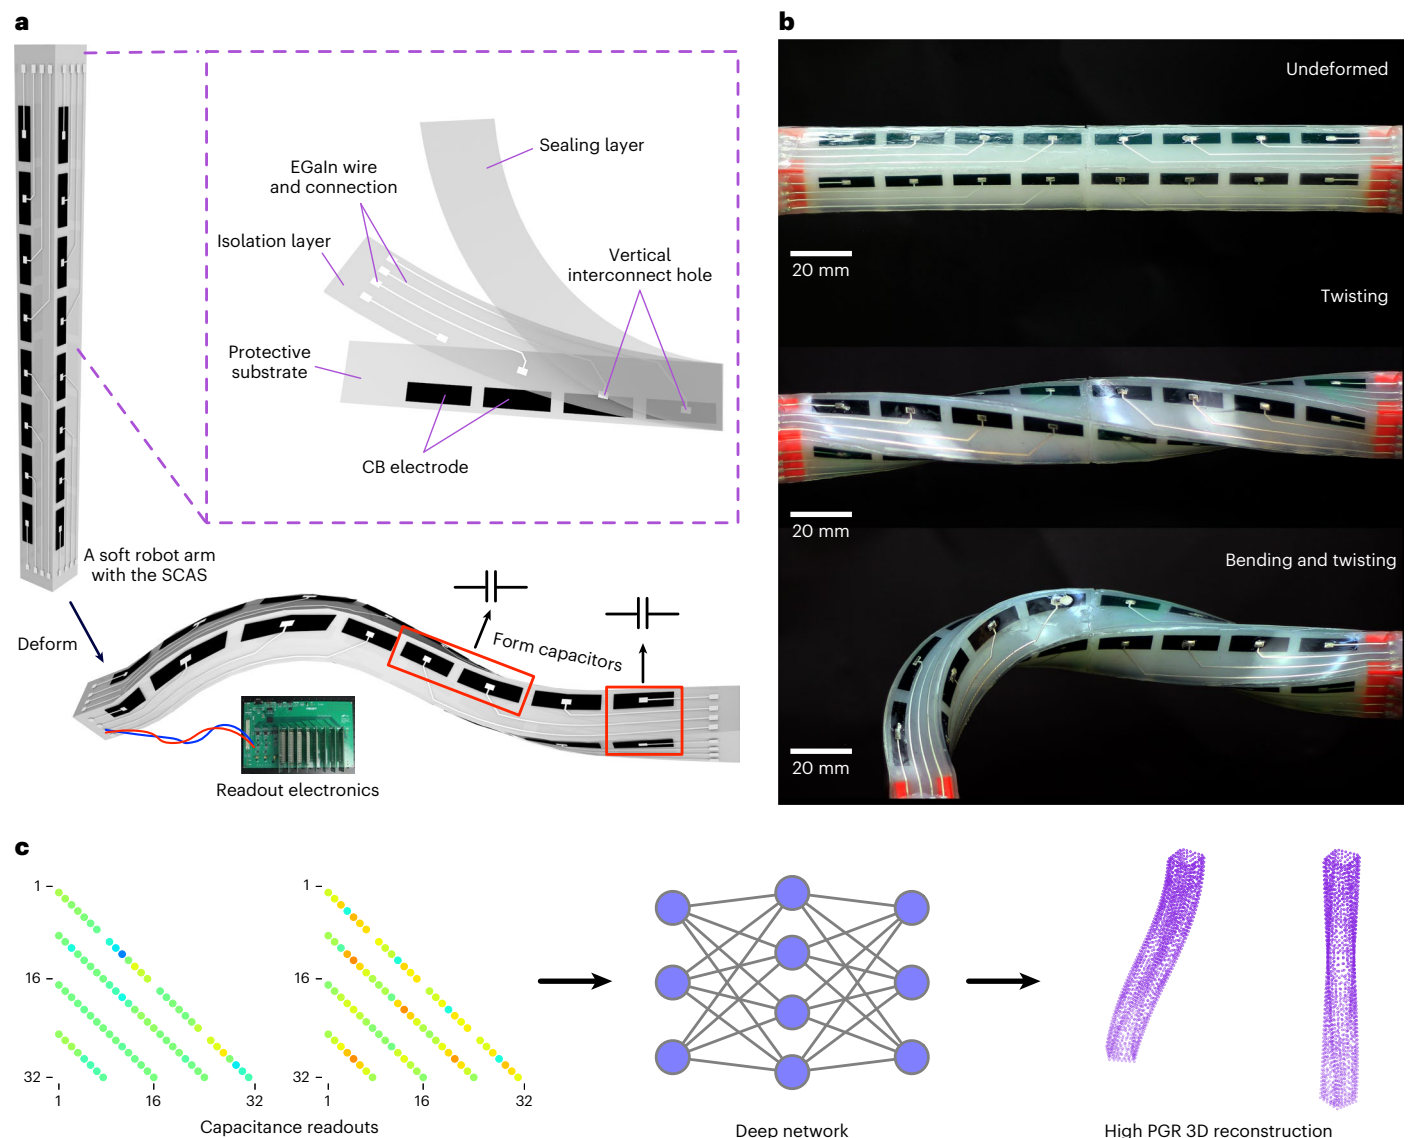 a
Sealing layer
EGaIn wire
and connection
Isolation layer
Vertical
interconnect hole
Protective
substrate
CB electrode
A soft robot arm
with the SCAS
Deform
Form capacitors
Readout electronics
b
Undeformed
20 mm
Twisting
20 mm
Bending and twisting
20 mm
c
1
16
32
1
16
32
1
16
32
1
16
32
Capacitance readouts
Deep network
High PGR 3D reconstruction